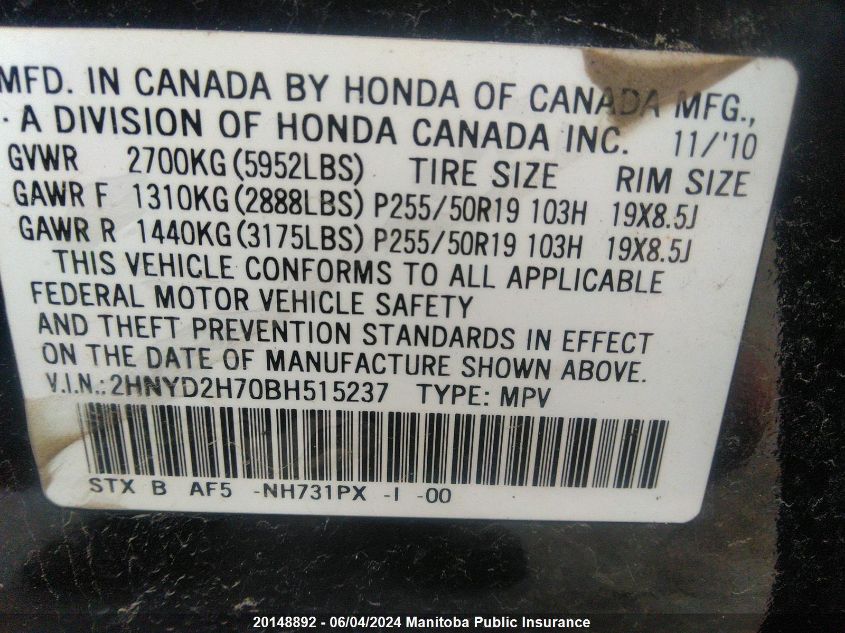 MFD. IN CANADA BY HONDA OF CANADA MFG.,
. A DIVISION OF HONDA CANADA INC. 11/'10
GVWR 2700KG(5952LBS) TIRE SIZE RIM SIZE
GAWR F 1310KG(2888LBS) P255/50R19 103H 19X8.5J
GAWR R 1440KG(3175LBS) P255/50R19 103H 19X8.5J
THIS VEHICLE CONFORMS TO ALL APPLICABLE
FEDERAL MOTOR VEHICLE SAFETY
AND THEFT PREVENTION STANDARDS IN EFFECT
ON THE DATE OF MANUFACTURE SHOWN ABOVE.
V.I.N.:2HNYD2H70BH515237 TYPE: MPV
STX B AF5 -NH731PX -I -00
20148892 - 06/04/2024 Manitoba Public Insurance